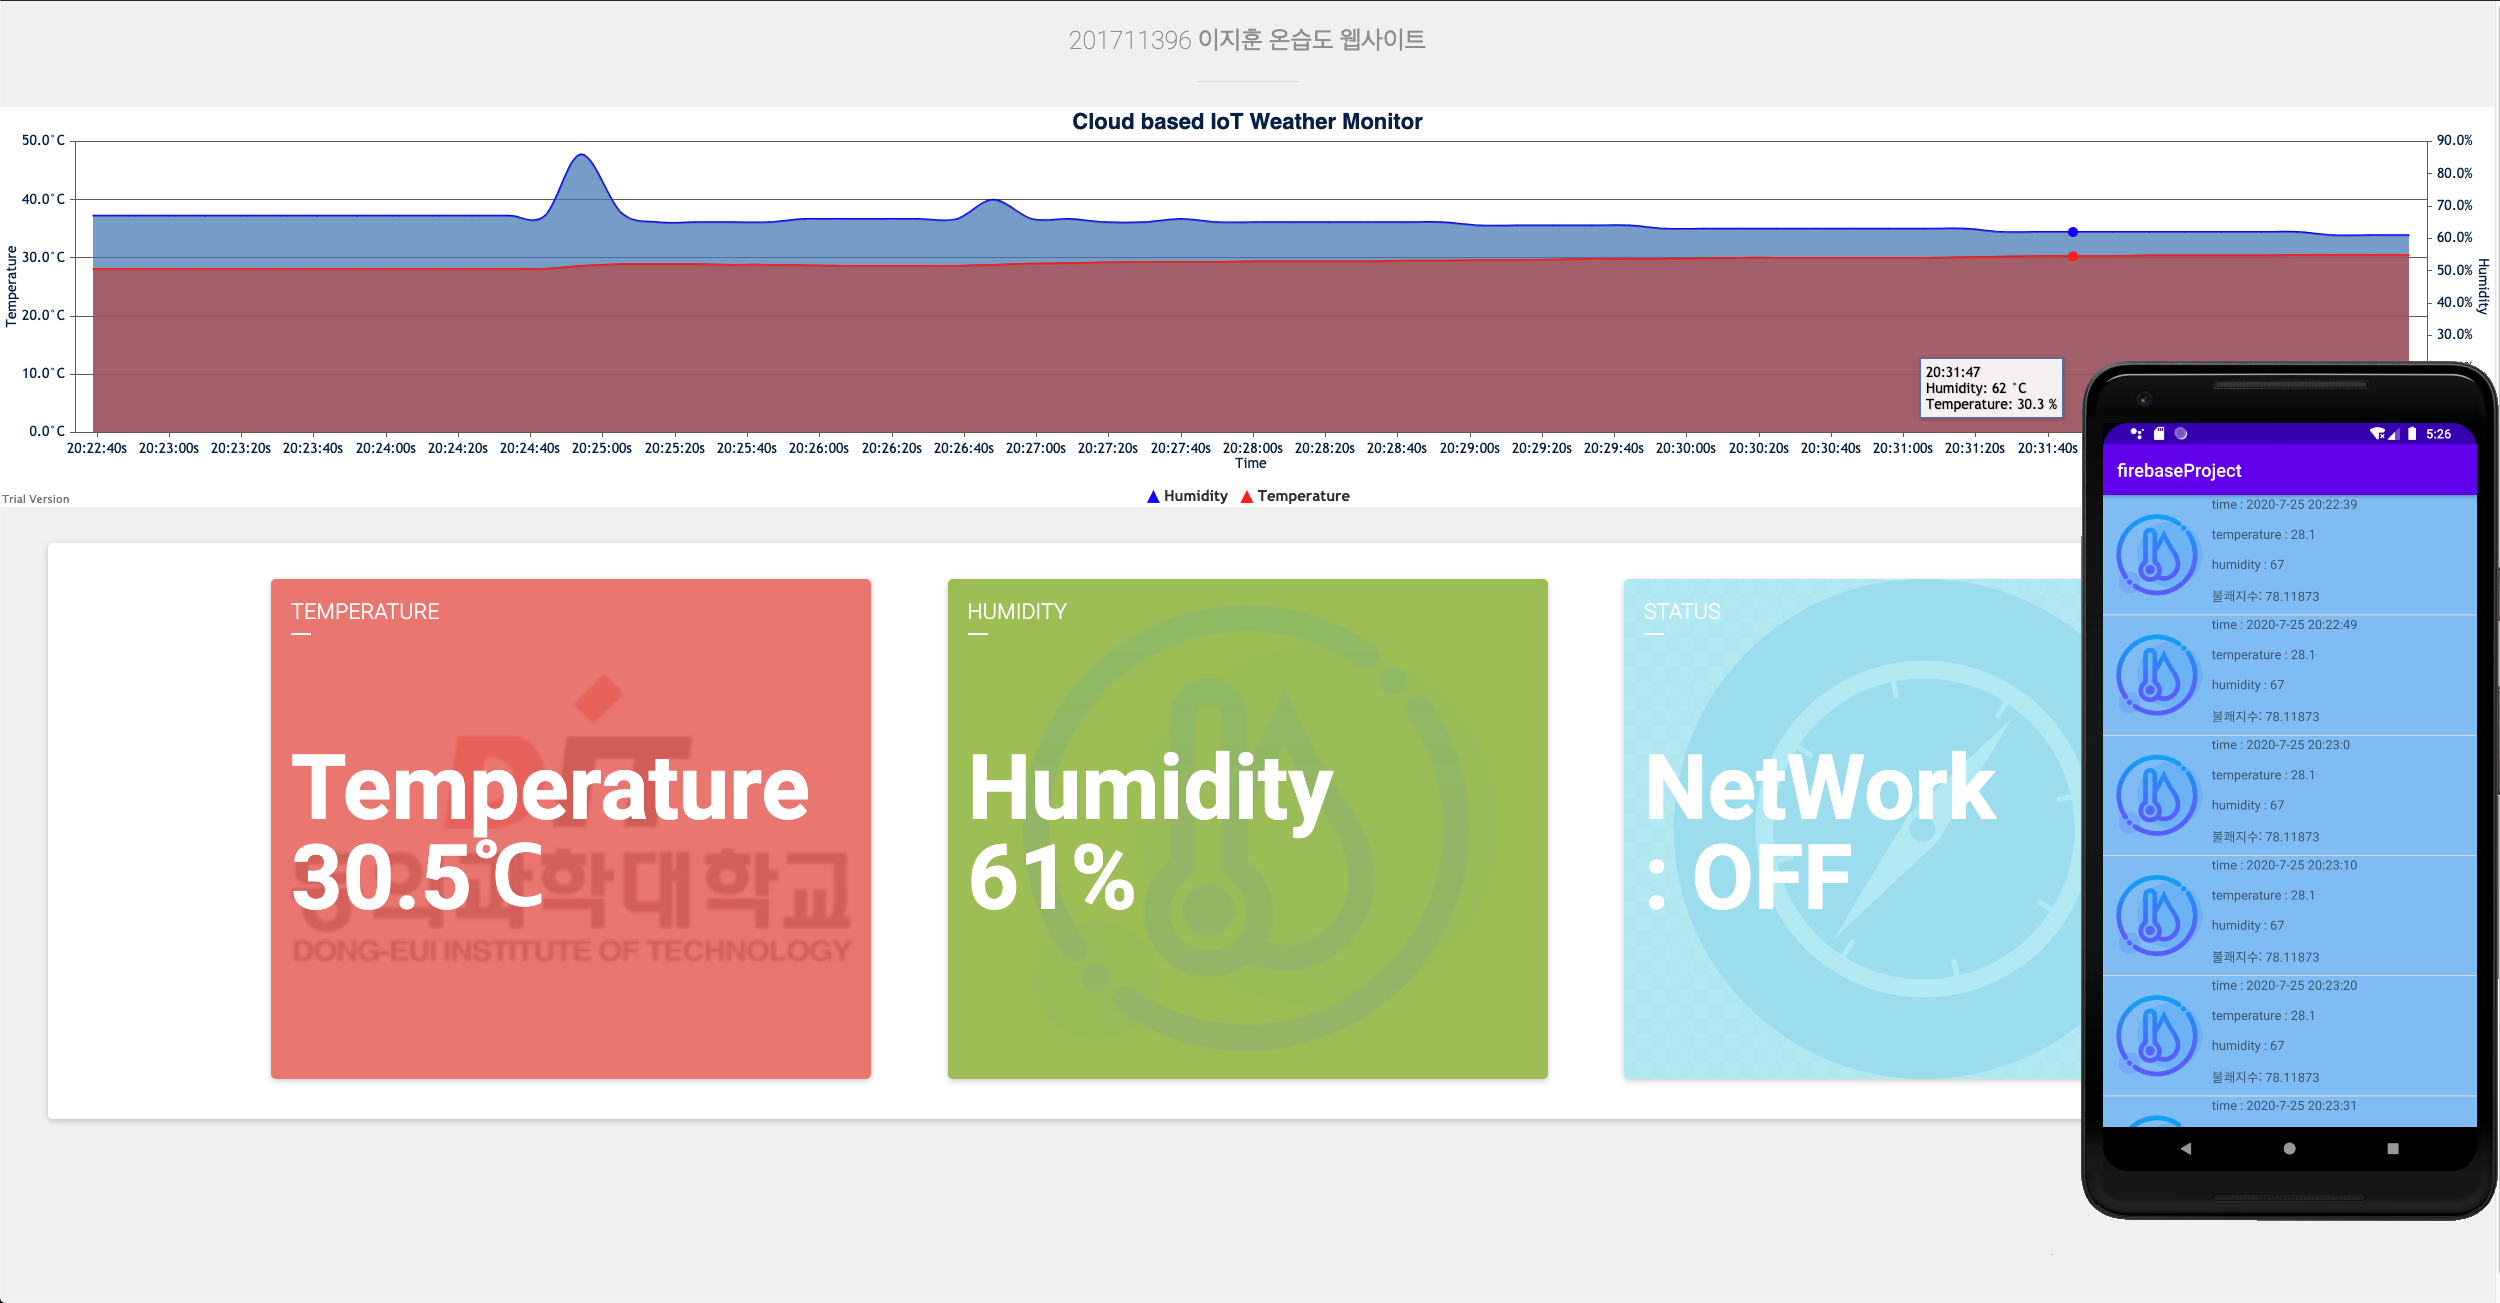 201711396 이지훈 온습도 웹사이트
Cloud based IoT Weather Monitor
50.0°C
40.0°C
30.0°C
20.0°C
10.0°C
0.0°C
Temperature
90.0%
80.0%
70.0%
60.0%
50.0%
40.0%
30.0%
Humidity
20:31:47
Humidity: 62 °C
Temperature: 30.3 %
20:22:40s 20:23:00s 20:23:20s 20:23:40s 20:24:00s 20:24:20s 20:24:40s 20:25:00s 20:25:20s 20:25:40s 20:26:00s 20:26:20s 20:26:40s 20:27:00s 20:27:20s 20:27:40s 20:28:00s 20:28:20s 20:28:40s 20:29:00s 20:29:20s 20:29:40s 20:30:00s 20:30:20s 20:30:40s 20:31:00s 20:31:20s 20:31:40s
Time
Humidity Temperature
Trial Version
TEMPERATURE
Temperature
30.5℃
DIT
동의과학대학교
DONG-EUI INSTITUTE OF TECHNOLOGY
HUMIDITY
Humidity
61%
STATUS
NetWork
: OFF
5:26
firebaseProject
time : 2020-7-25 20:22:39
temperature : 28.1
humidity : 67
불쾌지수: 78.11873
time : 2020-7-25 20:22:49
temperature : 28.1
humidity : 67
불쾌지수: 78.11873
time : 2020-7-25 20:23:0
temperature : 28.1
humidity : 67
불쾌지수: 78.11873
time : 2020-7-25 20:23:10
temperature : 28.1
humidity : 67
불쾌지수: 78.11873
time : 2020-7-25 20:23:20
temperature : 28.1
humidity : 67
불쾌지수: 78.11873
time : 2020-7-25 20:23:31